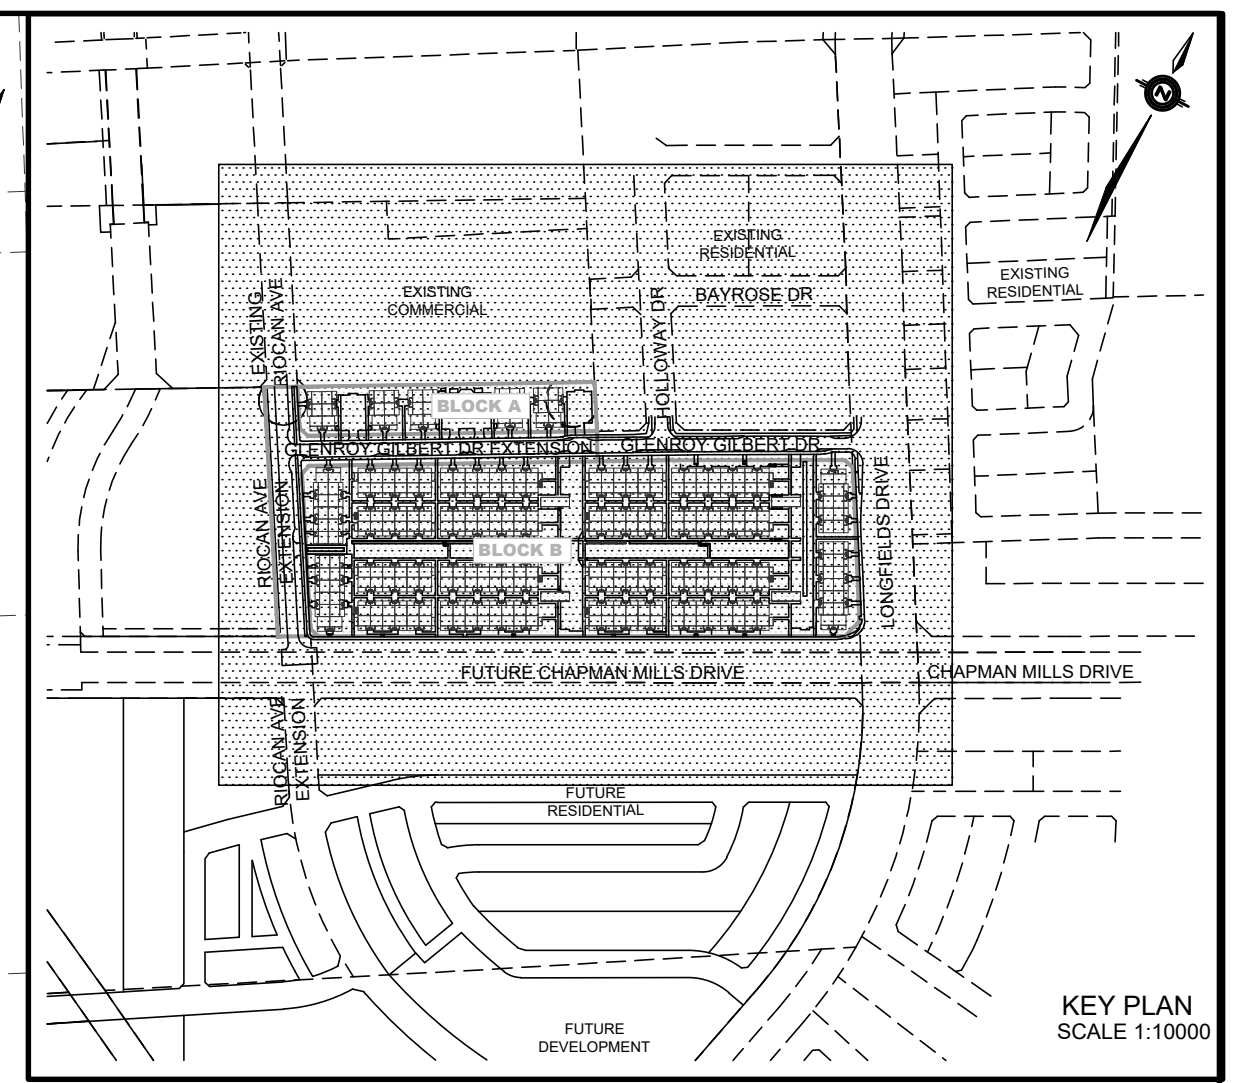 N
EXISTING
RESIDENTIAL
EXISTING
RESIDENTIAL
EXISTING
COMMERCIAL
BAYROSE DR
EXISTING
RIOCAN AVE
HOLLOWAY DR
BLOCK A
GLENROY GILBERT DR EXTENSION
GLENROY GILBERT DR
RIOCAN AVE
EXTENSION
LONGFIELDS DRIVE
BLOCK B
FUTURE CHAPMAN MILLS DRIVE
CHAPMAN MILLS DRIVE
RIOCAN AVE
EXTENSION
FUTURE
RESIDENTIAL
FUTURE
DEVELOPMENT
KEY PLAN
SCALE 1:10000